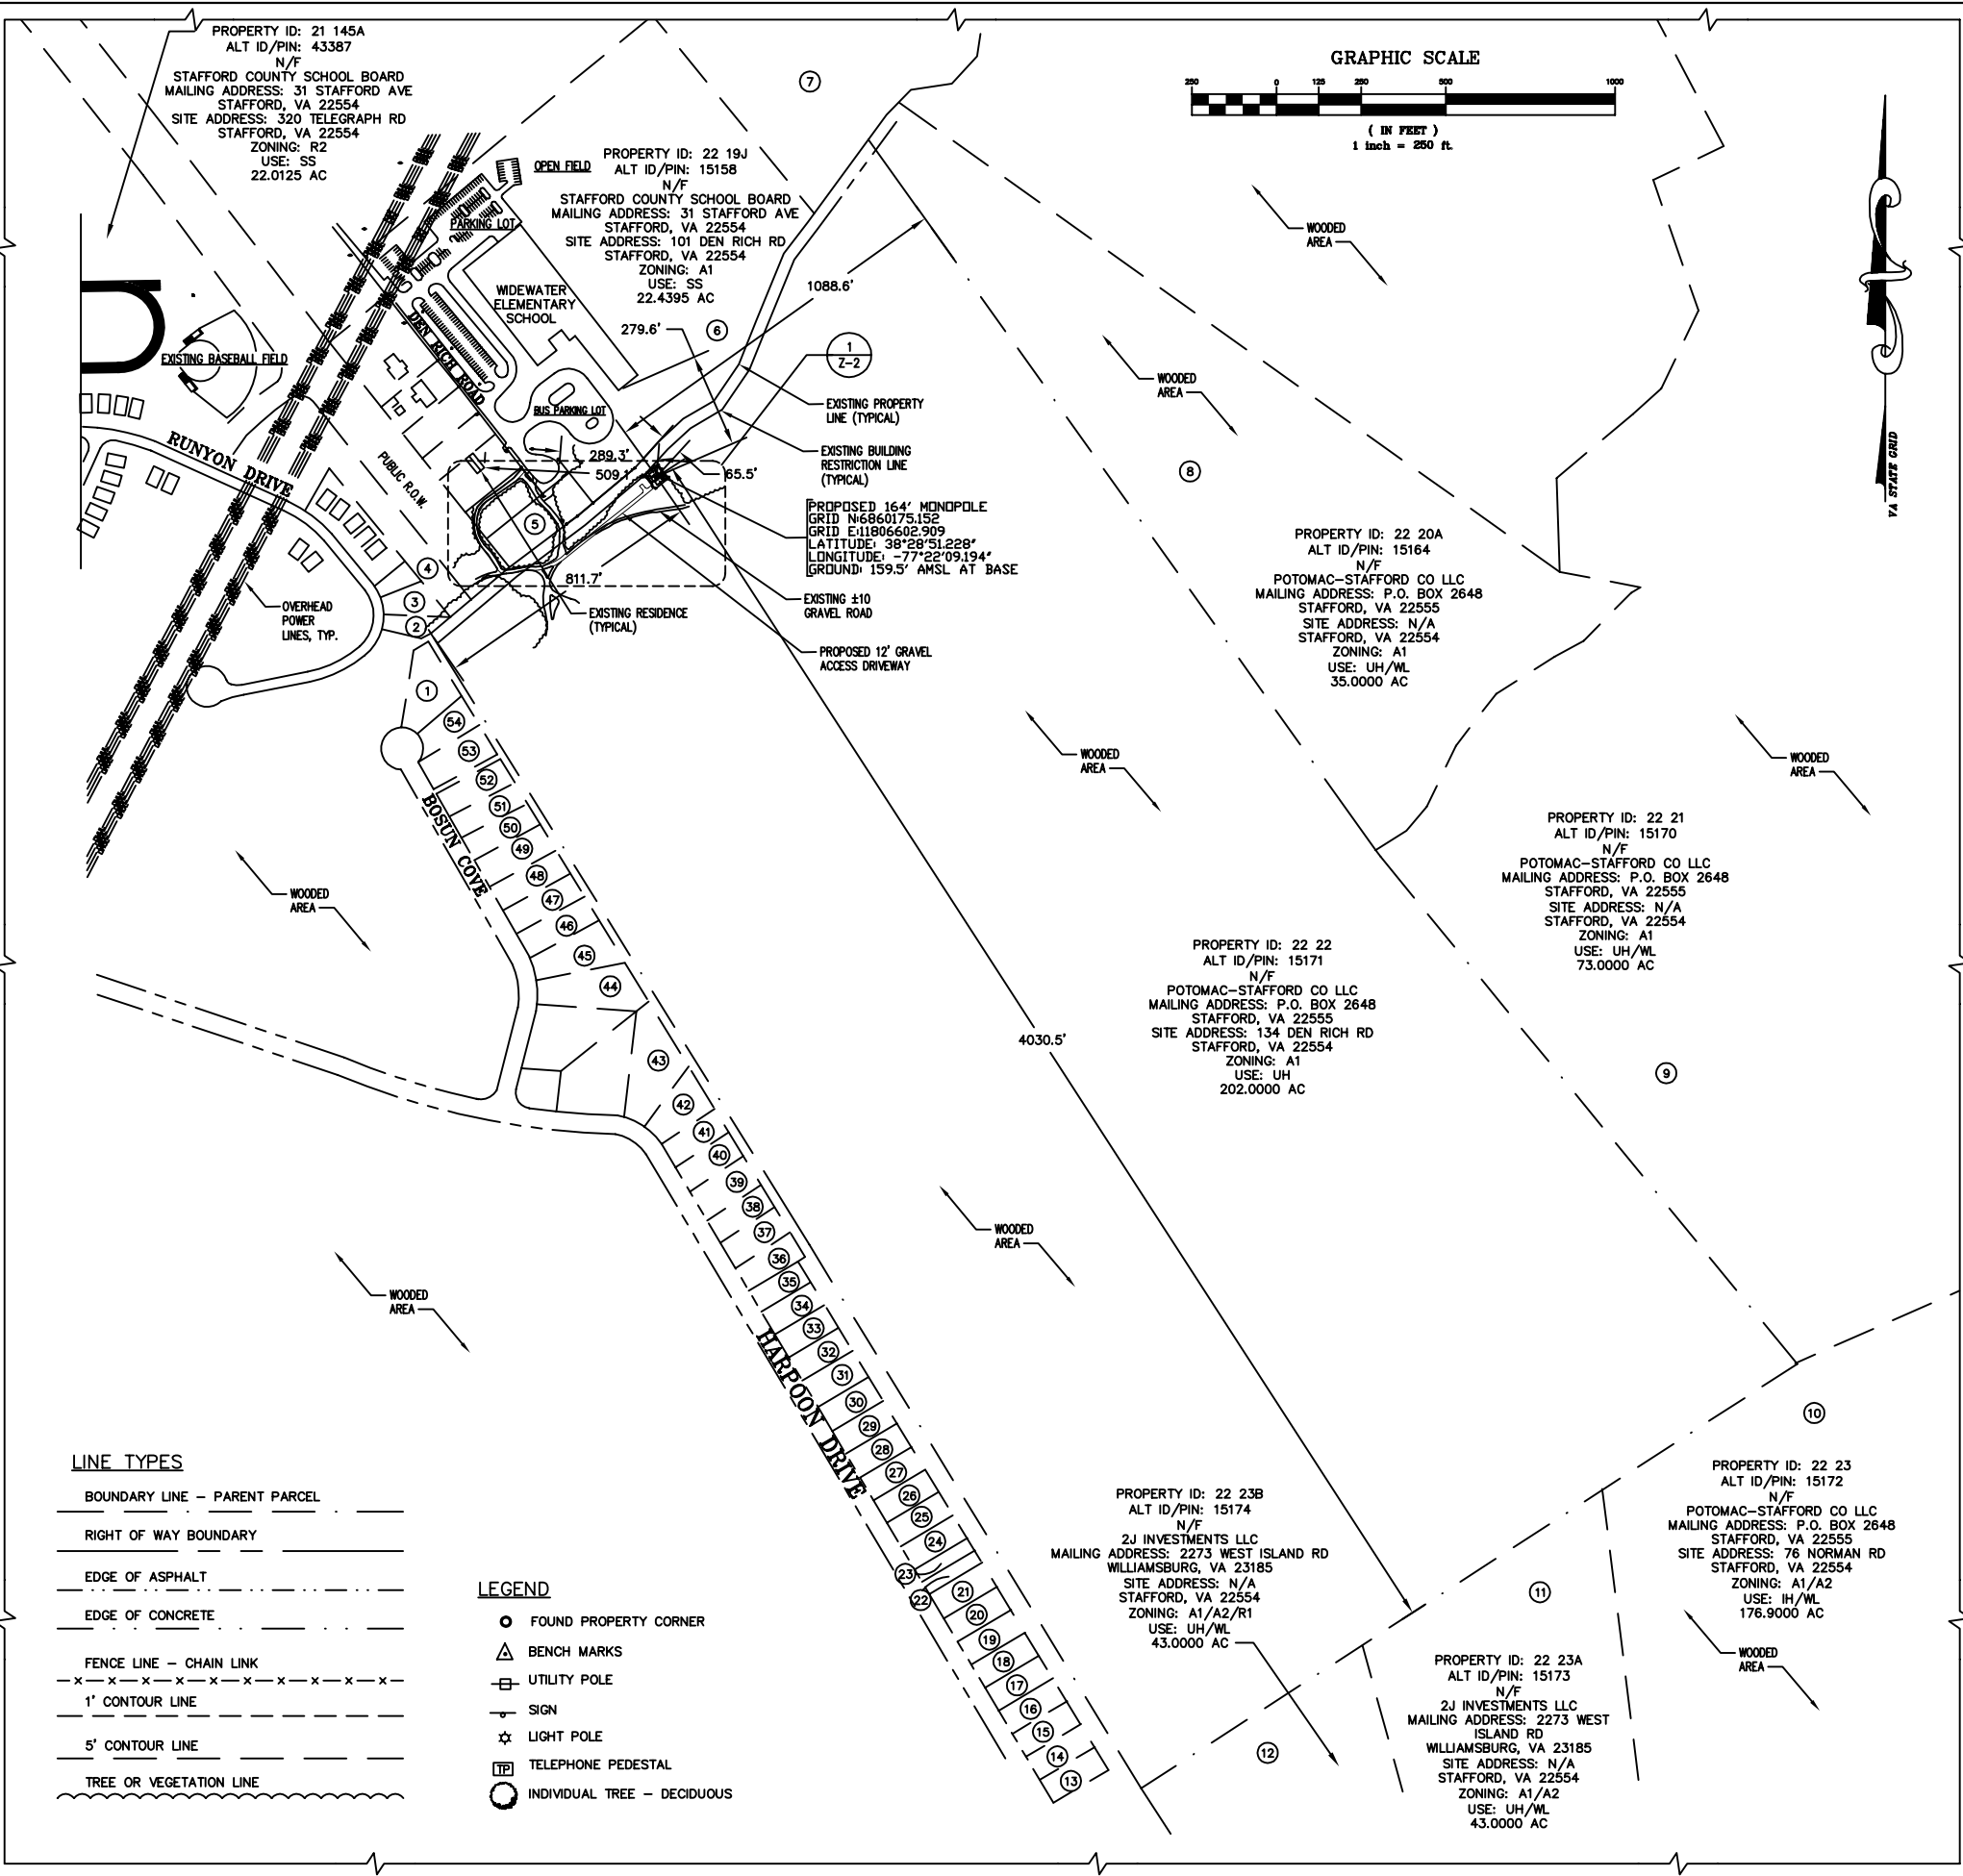 PROPERTY ID: 21 145A
ALT ID/PIN: 43387
N/F
STAFFORD COUNTY SCHOOL BOARD
MAILING ADDRESS: 31 STAFFORD AVE
STAFFORD, VA 22554
SITE ADDRESS: 320 TELEGRAPH RD
STAFFORD, VA 22554
ZONING: R2
USE: SS
22.0125 AC
GRAPHIC SCALE
250 0 125 250 500 1000
( IN FEET )
1 inch = 250 ft.
VA STATE GRID
OPEN FIELD
PARKING LOT
PROPERTY ID: 22 19J
ALT ID/PIN: 15158
N/F
STAFFORD COUNTY SCHOOL BOARD
MAILING ADDRESS: 31 STAFFORD AVE
STAFFORD, VA 22554
SITE ADDRESS: 101 DEN RICH RD
STAFFORD, VA 22554
ZONING: A1
USE: SS
22.4395 AC
WIDEWATER
ELEMENTARY
SCHOOL
DEN RICH ROAD
BUS PARKING LOT
EXISTING BASEBALL FIELD
RUNYON DRIVE
PUBLIC R.O.W.
1088.6'
279.6'
289.3'
509.1'
65.5'
811.7'
4030.5'
1
Z-2
EXISTING PROPERTY
LINE (TYPICAL)
EXISTING BUILDING
RESTRICTION LINE
(TYPICAL)
PROPOSED 164' MONOPOLE
GRID N:6860175.152
GRID E:11806602.909
LATITUDE: 38°28'51.228"
LONGITUDE: -77°22'09.194"
GROUND: 159.5' AMSL AT BASE
EXISTING ±10
GRAVEL ROAD
PROPOSED 12' GRAVEL
ACCESS DRIVEWAY
EXISTING RESIDENCE
(TYPICAL)
OVERHEAD
POWER
LINES, TYP.
WOODED
AREA
WOODED
AREA
WOODED
AREA
WOODED
AREA
WOODED
AREA
WOODED
AREA
WOODED
AREA
WOODED
AREA
PROPERTY ID: 22 20A
ALT ID/PIN: 15164
N/F
POTOMAC-STAFFORD CO LLC
MAILING ADDRESS: P.O. BOX 2648
STAFFORD, VA 22555
SITE ADDRESS: N/A
STAFFORD, VA 22554
ZONING: A1
USE: UH/WL
35.0000 AC
PROPERTY ID: 22 21
ALT ID/PIN: 15170
N/F
POTOMAC-STAFFORD CO LLC
MAILING ADDRESS: P.O. BOX 2648
STAFFORD, VA 22555
SITE ADDRESS: N/A
STAFFORD, VA 22554
ZONING: A1
USE: UH/WL
73.0000 AC
PROPERTY ID: 22 22
ALT ID/PIN: 15171
N/F
POTOMAC-STAFFORD CO LLC
MAILING ADDRESS: P.O. BOX 2648
STAFFORD, VA 22555
SITE ADDRESS: 134 DEN RICH RD
STAFFORD, VA 22554
ZONING: A1
USE: UH
202.0000 AC
PROPERTY ID: 22 23B
ALT ID/PIN: 15174
N/F
2J INVESTMENTS LLC
MAILING ADDRESS: 2273 WEST ISLAND RD
WILLIAMSBURG, VA 23185
SITE ADDRESS: N/A
STAFFORD, VA 22554
ZONING: A1/A2/R1
USE: UH/WL
43.0000 AC
PROPERTY ID: 22 23
ALT ID/PIN: 15172
N/F
POTOMAC-STAFFORD CO LLC
MAILING ADDRESS: P.O. BOX 2648
STAFFORD, VA 22555
SITE ADDRESS: 76 NORMAN RD
STAFFORD, VA 22554
ZONING: A1/A2
USE: IH/WL
176.9000 AC
PROPERTY ID: 22 23A
ALT ID/PIN: 15173
N/F
2J INVESTMENTS LLC
MAILING ADDRESS: 2273 WEST
ISLAND RD
WILLIAMSBURG, VA 23185
SITE ADDRESS: N/A
STAFFORD, VA 22554
ZONING: A1/A2
USE: UH/WL
43.0000 AC
BOSUN COVE
HARPOON DRIVE
7
6
8
5
4
3
2
1
54
53
52
51
50
49
48
47
46
45
44
43
42
41
40
39
38
37
36
35
34
33
32
31
30
29
28
27
26
25
24
23
22
21
20
19
18
17
16
15
14
13
9
10
11
12
LINE TYPES
BOUNDARY LINE - PARENT PARCEL
RIGHT OF WAY BOUNDARY
EDGE OF ASPHALT
EDGE OF CONCRETE
FENCE LINE - CHAIN LINK
1' CONTOUR LINE
5' CONTOUR LINE
TREE OR VEGETATION LINE
LEGEND
FOUND PROPERTY CORNER
BENCH MARKS
UTILITY POLE
SIGN
LIGHT POLE
TP TELEPHONE PEDESTAL
INDIVIDUAL TREE - DECIDUOUS